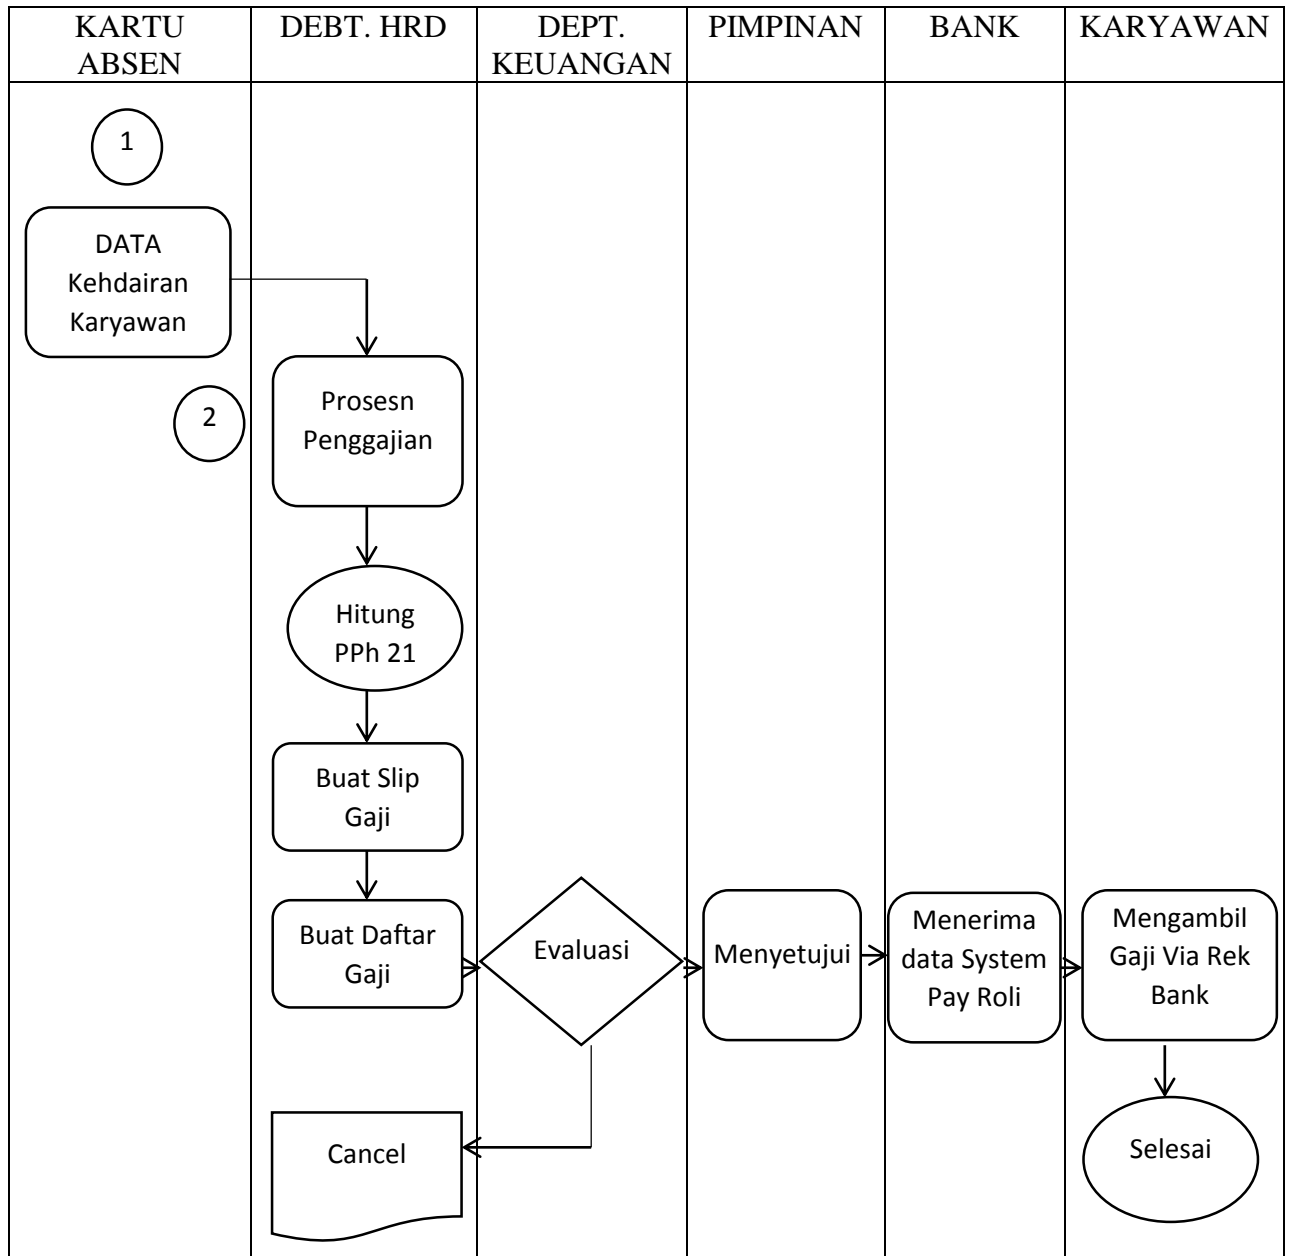 KARTU
ABSEN
DEBT. HRD
DEPT.
KEUANGAN
PIMPINAN
BANK
KARYAWAN
1
DATA
Kehdairan
Karyawan
2
Prosesn
Penggajian
Hitung
PPh 21
Buat Slip
Gaji
Buat Daftar
Gaji
Evaluasi
Menyetujui
Menerima
data System
Pay Roli
Mengambil
Gaji Via Rek
Bank
Cancel
Selesai